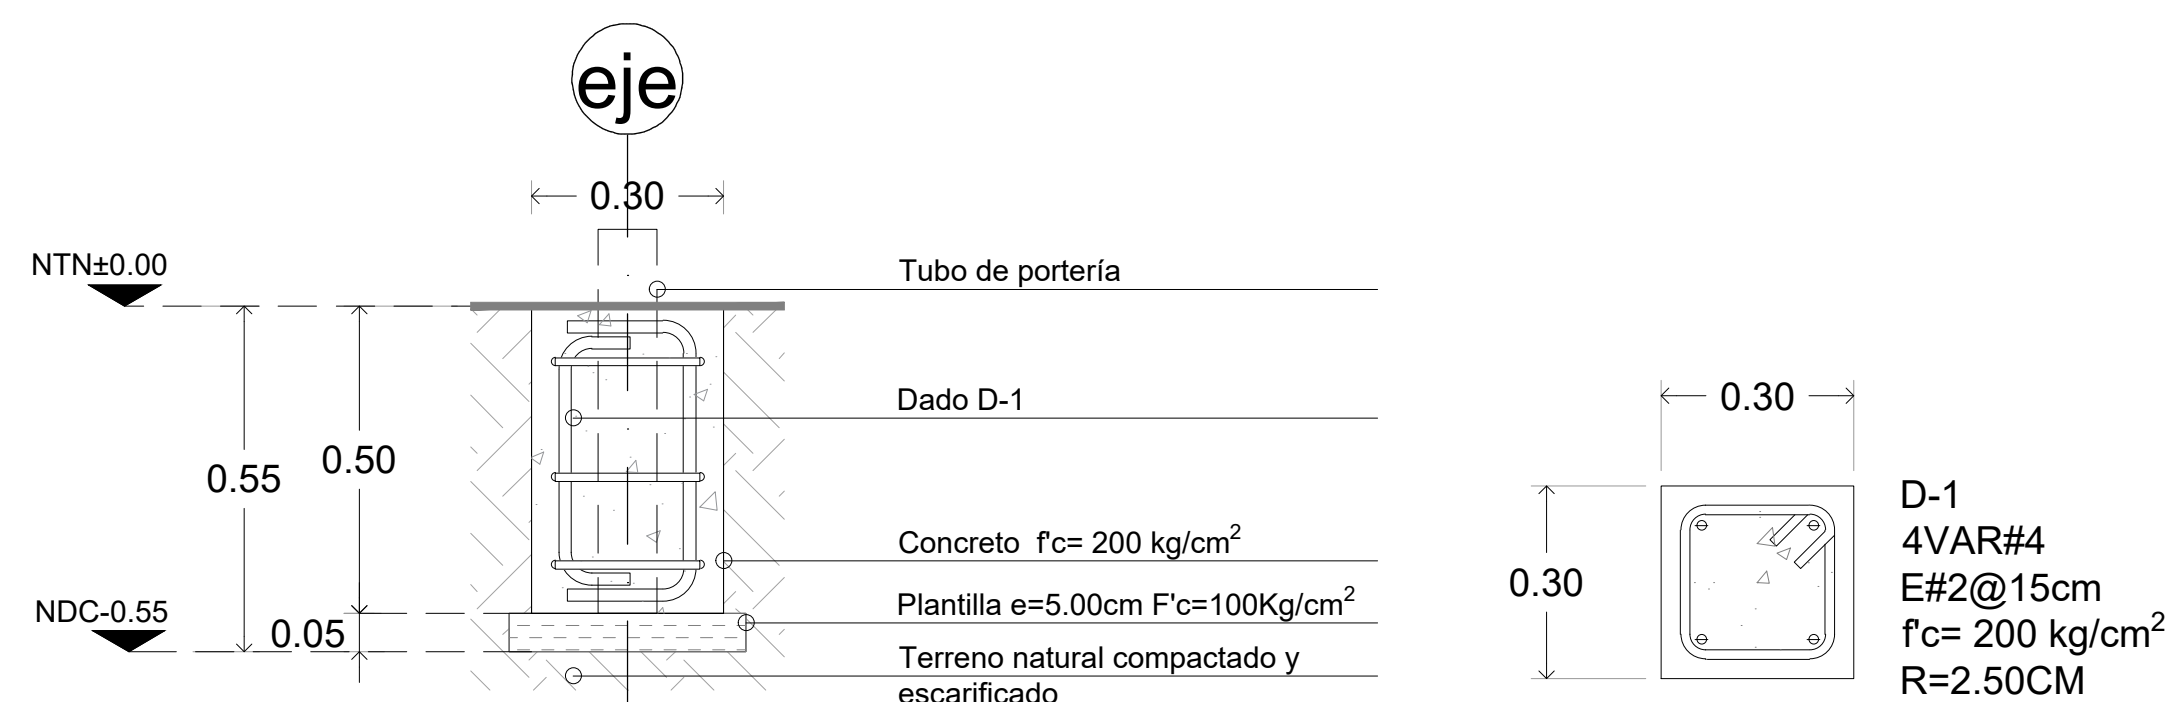 eje
0.30
NTN±0.00
Tubo de portería
Dado D-1
0.55
0.50
Concreto f'c= 200 kg/cm²
NDC-0.55
0.05
Plantilla e=5.00cm F'c=100Kg/cm²
Terreno natural compactado y
escarificado
0.30
0.30
D-1
4VAR#4
E#2@15cm
f'c= 200 kg/cm²
R=2.50CM